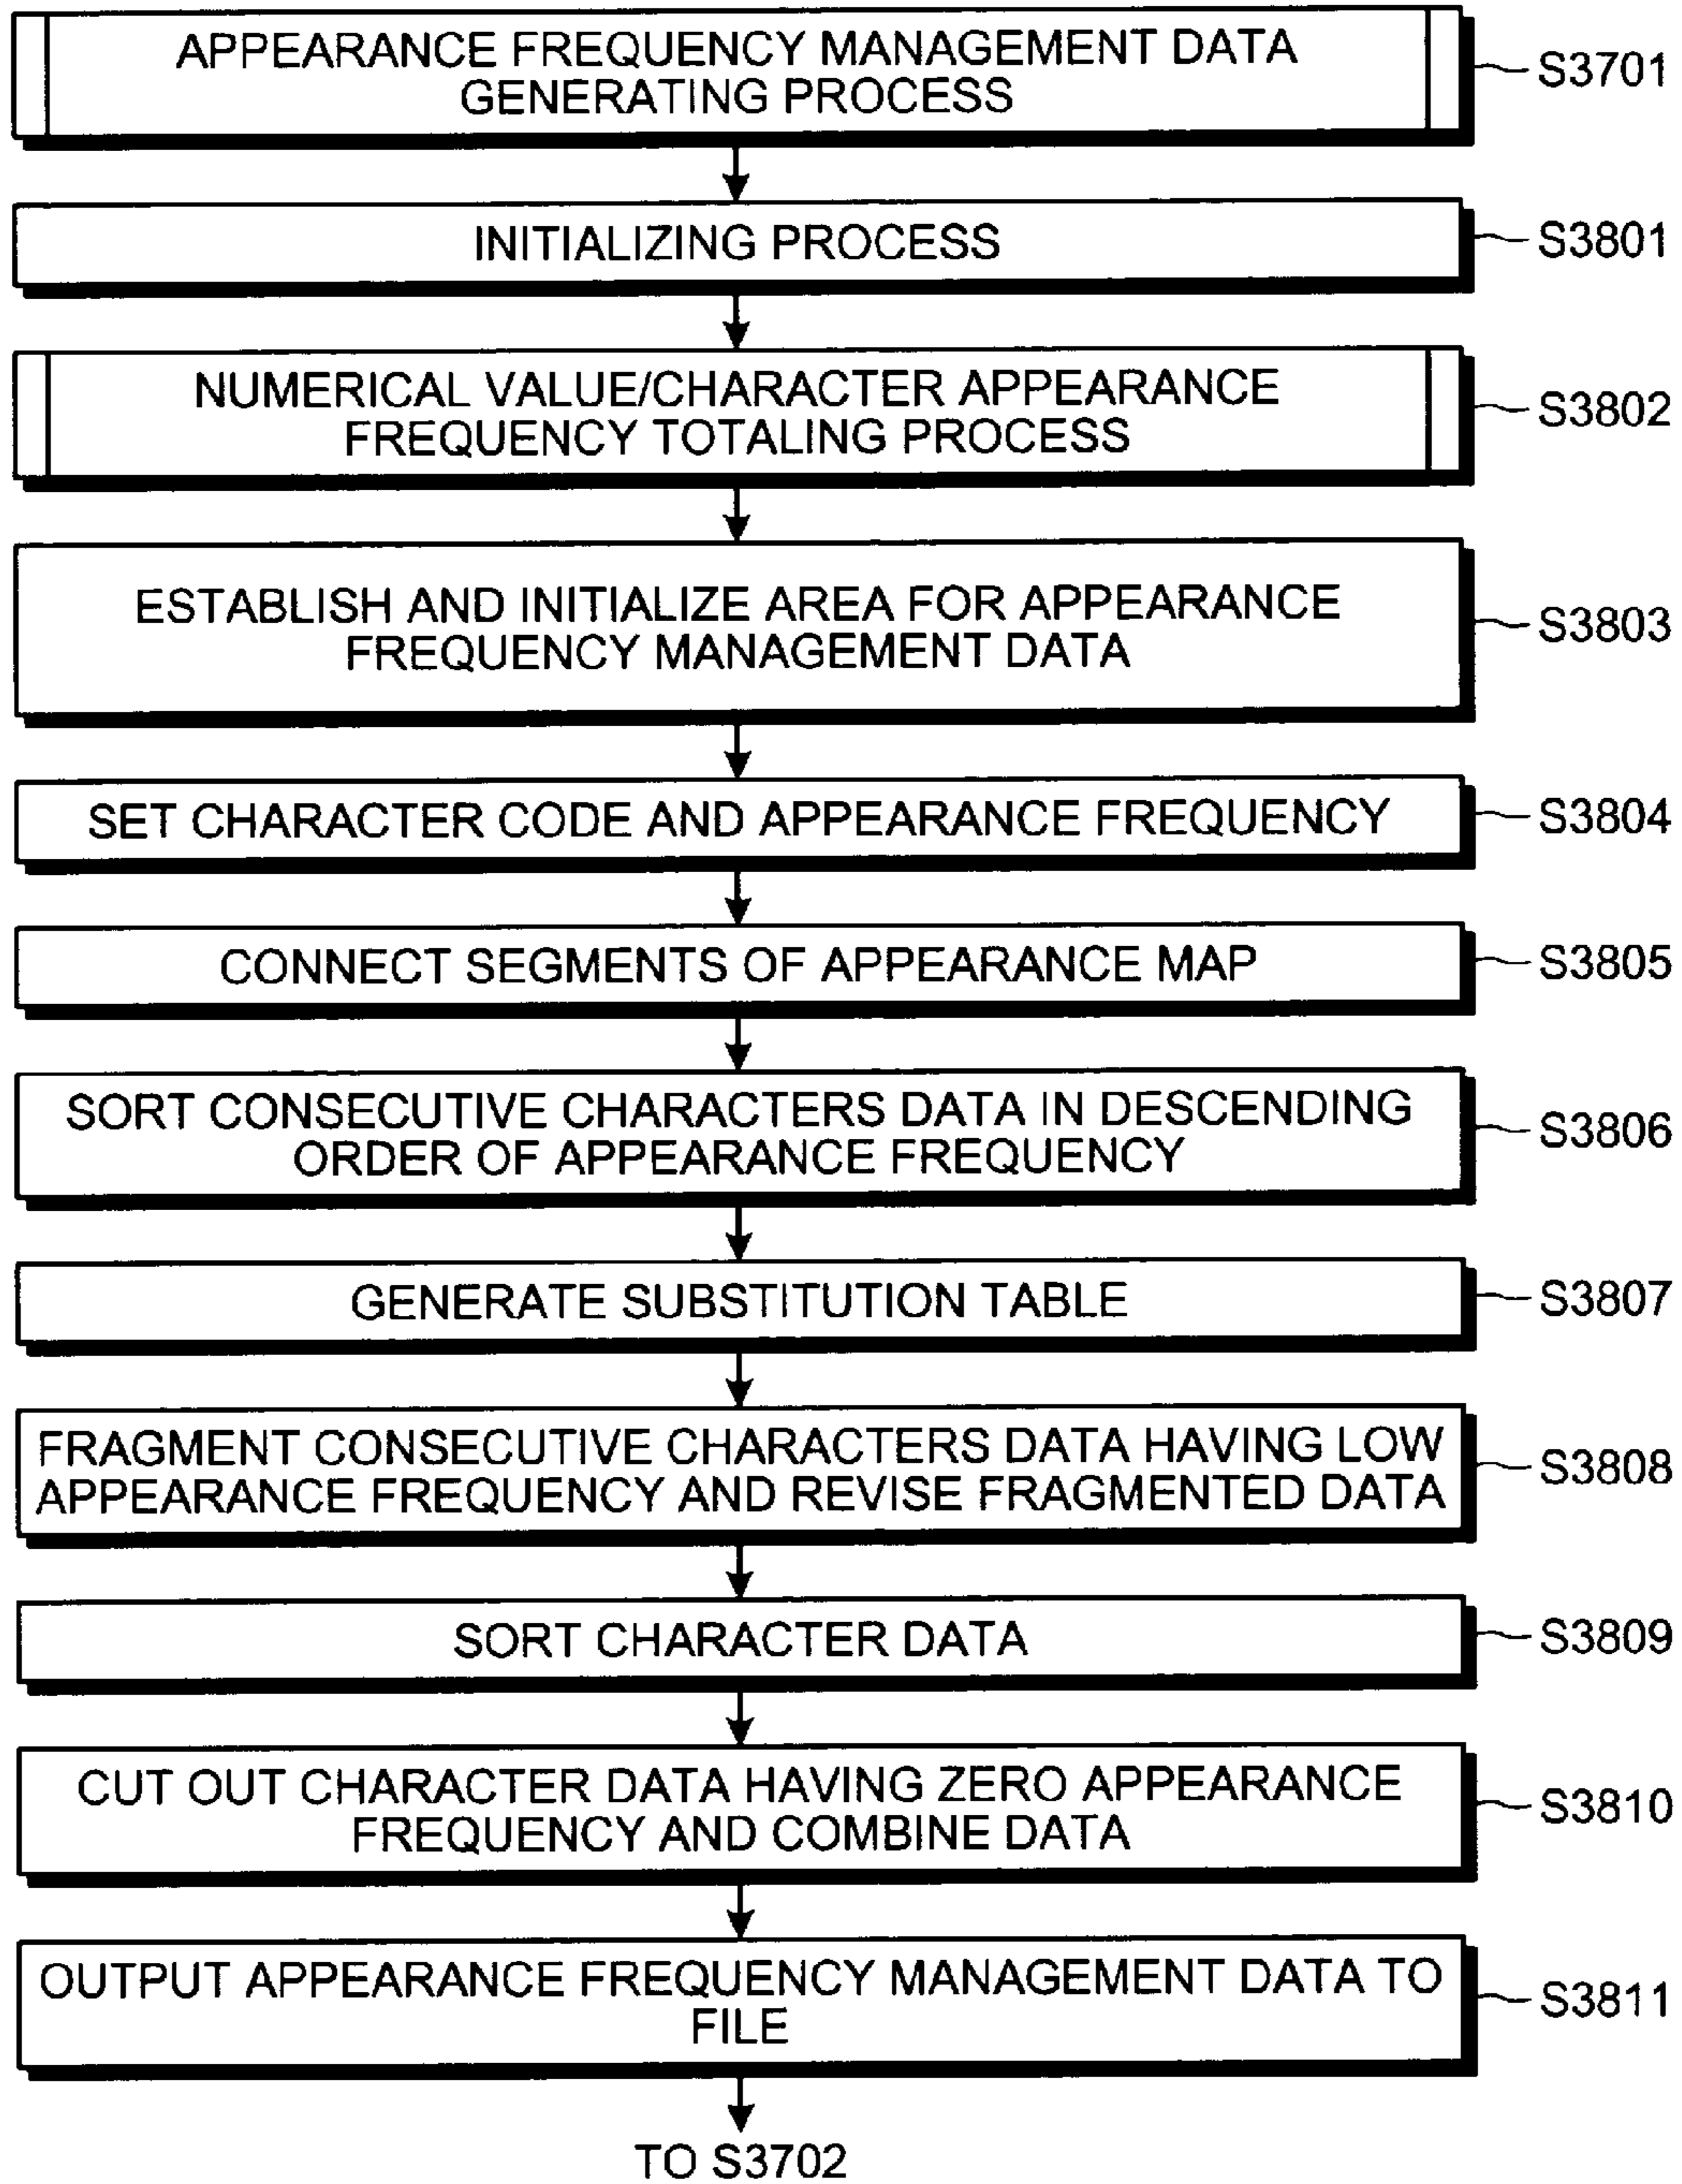 APPEARANCE FREQUENCY MANAGEMENT DATA
GENERATING PROCESS
S3701
INITIALIZING PROCESS
S3801
NUMERICAL VALUE/CHARACTER APPEARANCE
FREQUENCY TOTALING PROCESS
S3802
ESTABLISH AND INITIALIZE AREA FOR APPEARANCE
FREQUENCY MANAGEMENT DATA
S3803
SET CHARACTER CODE AND APPEARANCE FREQUENCY
S3804
CONNECT SEGMENTS OF APPEARANCE MAP
S3805
SORT CONSECUTIVE CHARACTERS DATA IN DESCENDING
ORDER OF APPEARANCE FREQUENCY
S3806
GENERATE SUBSTITUTION TABLE
S3807
FRAGMENT CONSECUTIVE CHARACTERS DATA HAVING LOW
APPEARANCE FREQUENCY AND REVISE FRAGMENTED DATA
S3808
SORT CHARACTER DATA
S3809
CUT OUT CHARACTER DATA HAVING ZERO APPEARANCE
FREQUENCY AND COMBINE DATA
S3810
OUTPUT APPEARANCE FREQUENCY MANAGEMENT DATA TO
FILE
S3811
TO S3702